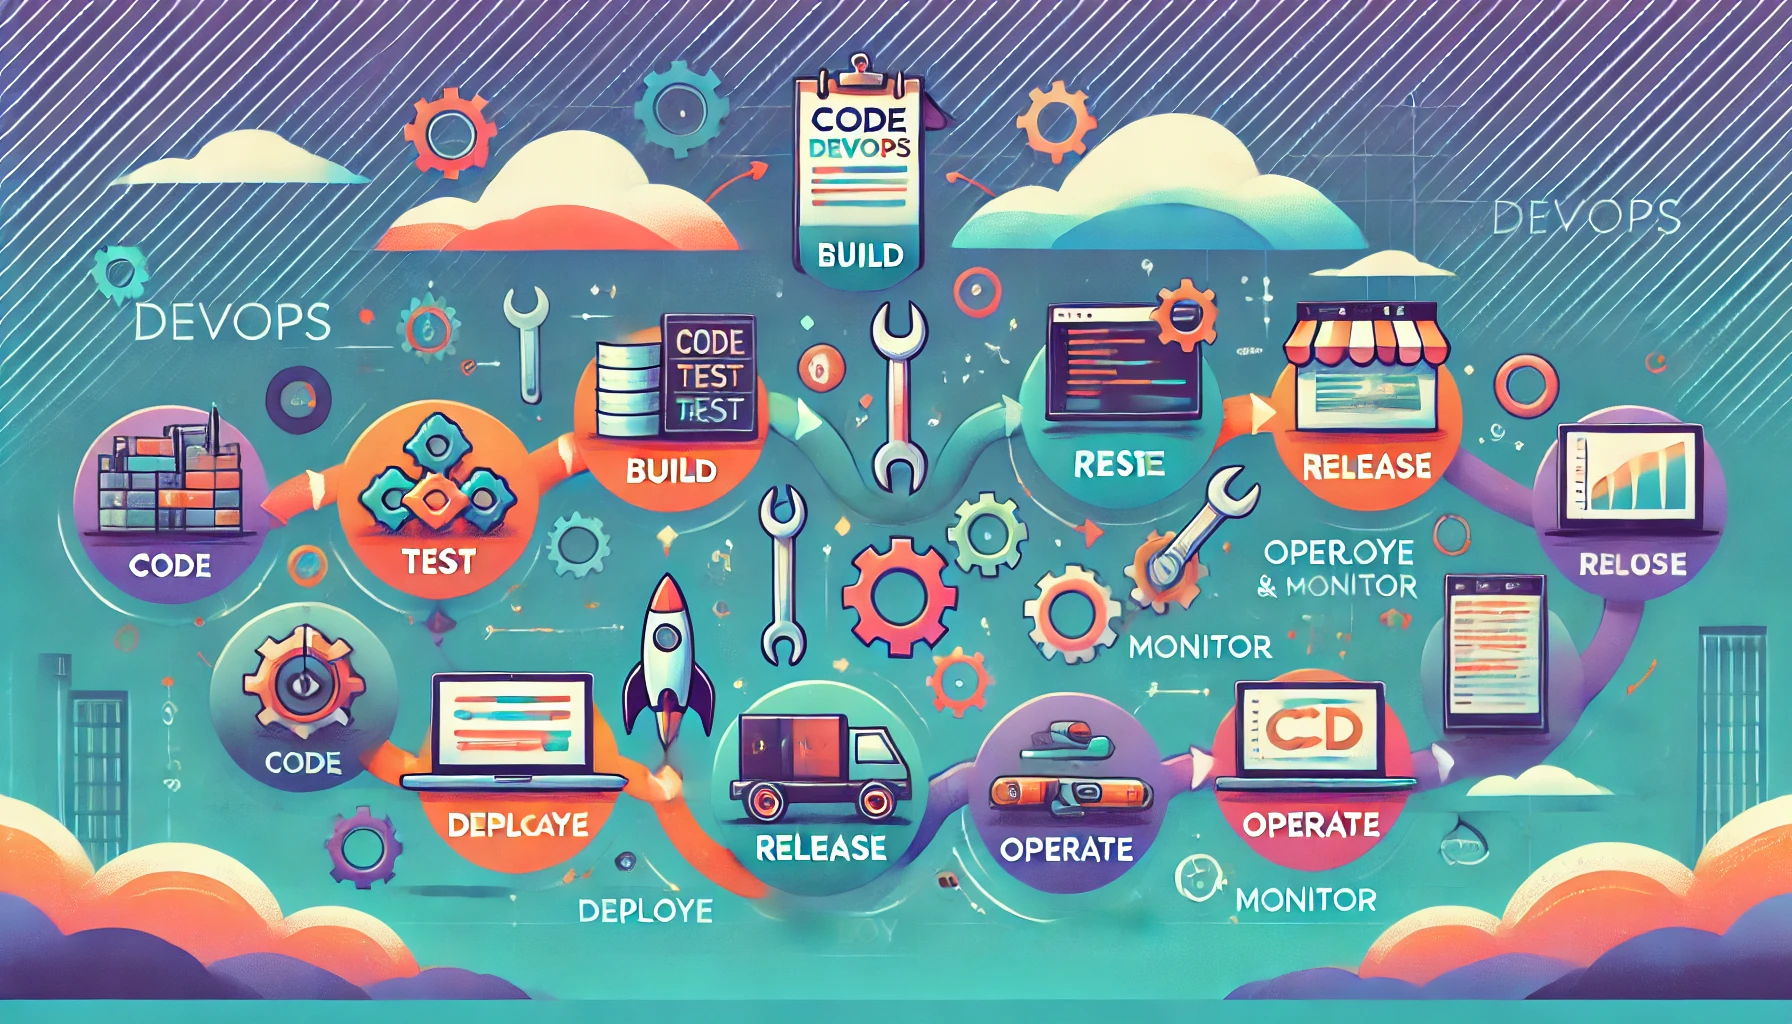 CODE
DEVOPS
BUILD
DEVOPS
DEVOPS
CODE
TEST
TEST
BUILD
RESTE
RELEASE
CODE
TEST
RELOSE
OPEROYE
& MONITOR
MONITOR
CODE
DEPLCAYE
RELEASE
OPERATE
CD
OPERATE
DEPLOYE
MONITOR